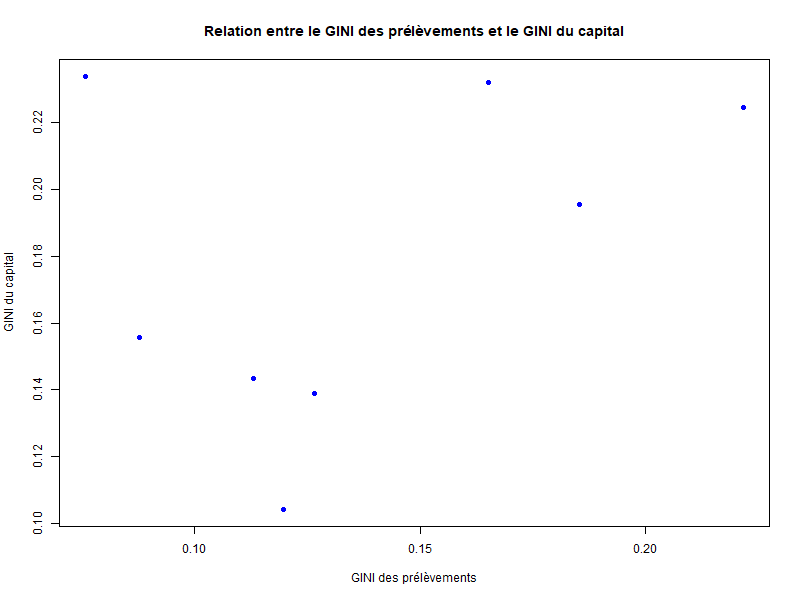 Relation entre le GINI des prélèvements et le GINI du capital
GINI du capital
0.22
0.20
0.18
0.16
0.14
0.12
0.10
0.10 0.15 0.20
GINI des prélèvements